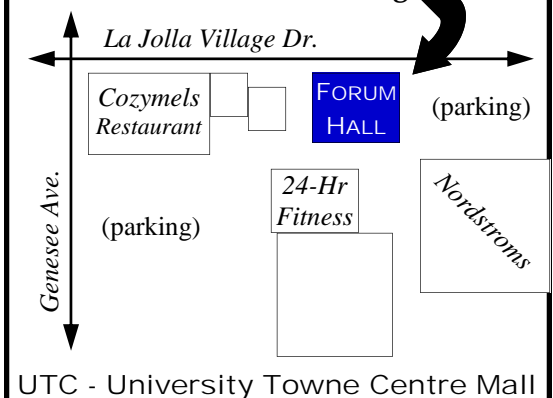 La Jolla Village Dr.
Cozymels
Restaurant
FORUM
HALL
(parking)
24-Hr
Fitness
Nordstroms
Genesee Ave.
(parking)
UTC - University Towne Centre Mall